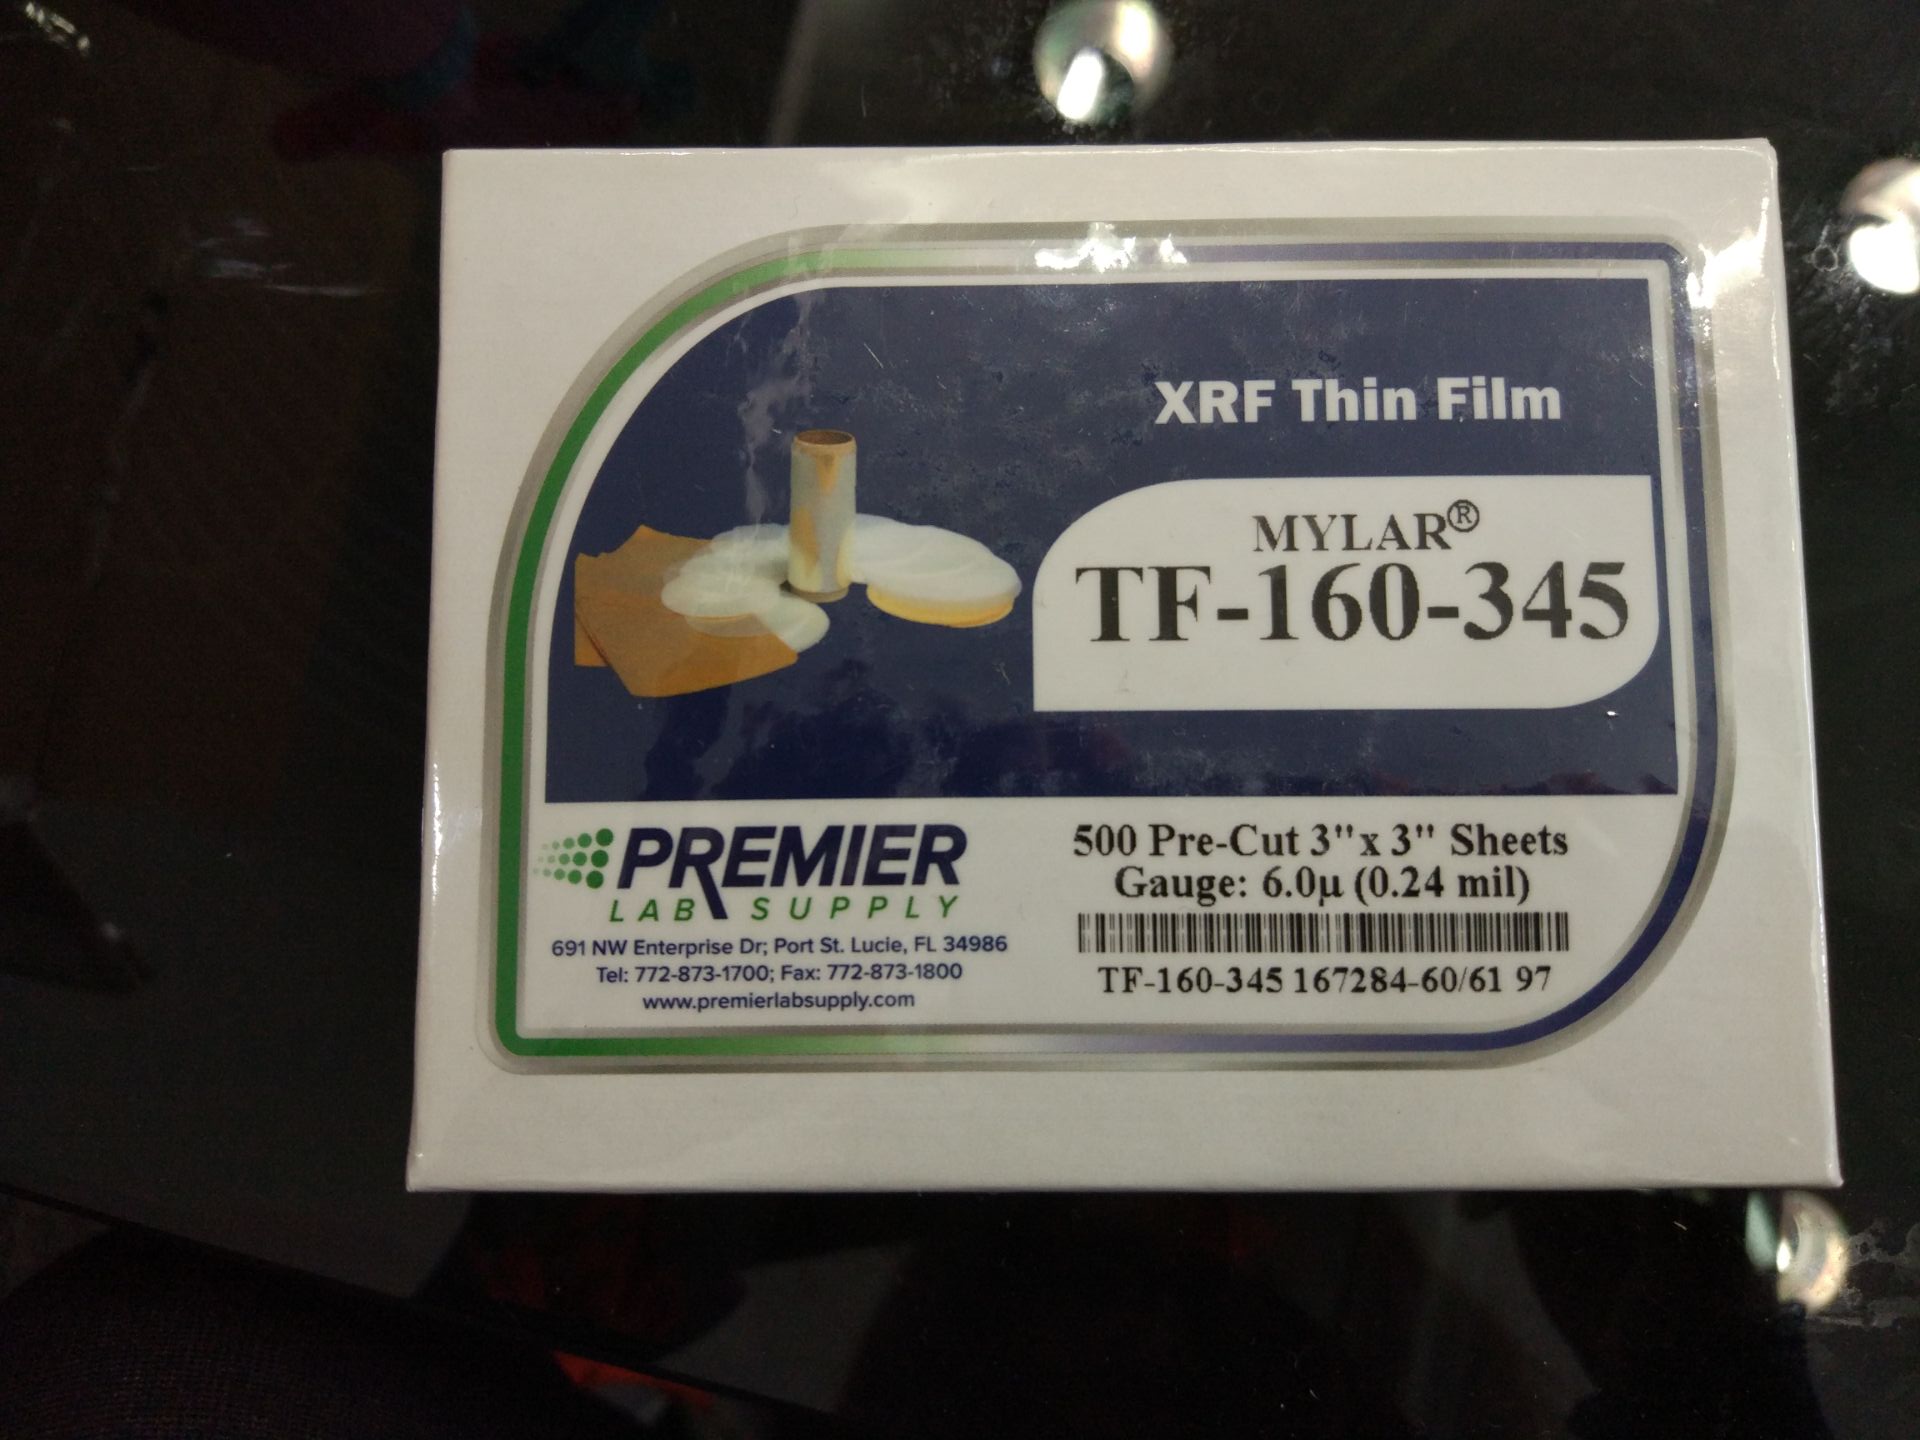 XRF Thin Film
MYLAR®
TF-160-345
PREMIER
LAB SUPPLY
691 NW Enterprise Dr; Port St. Lucie, FL 34986
Tel: 772-873-1700; Fax: 772-873-1800
www.premierlabsupply.com
500 Pre-Cut 3"x 3" Sheets
Gauge: 6.0µ (0.24 mil)
TF-160-345 167284-60/61 97